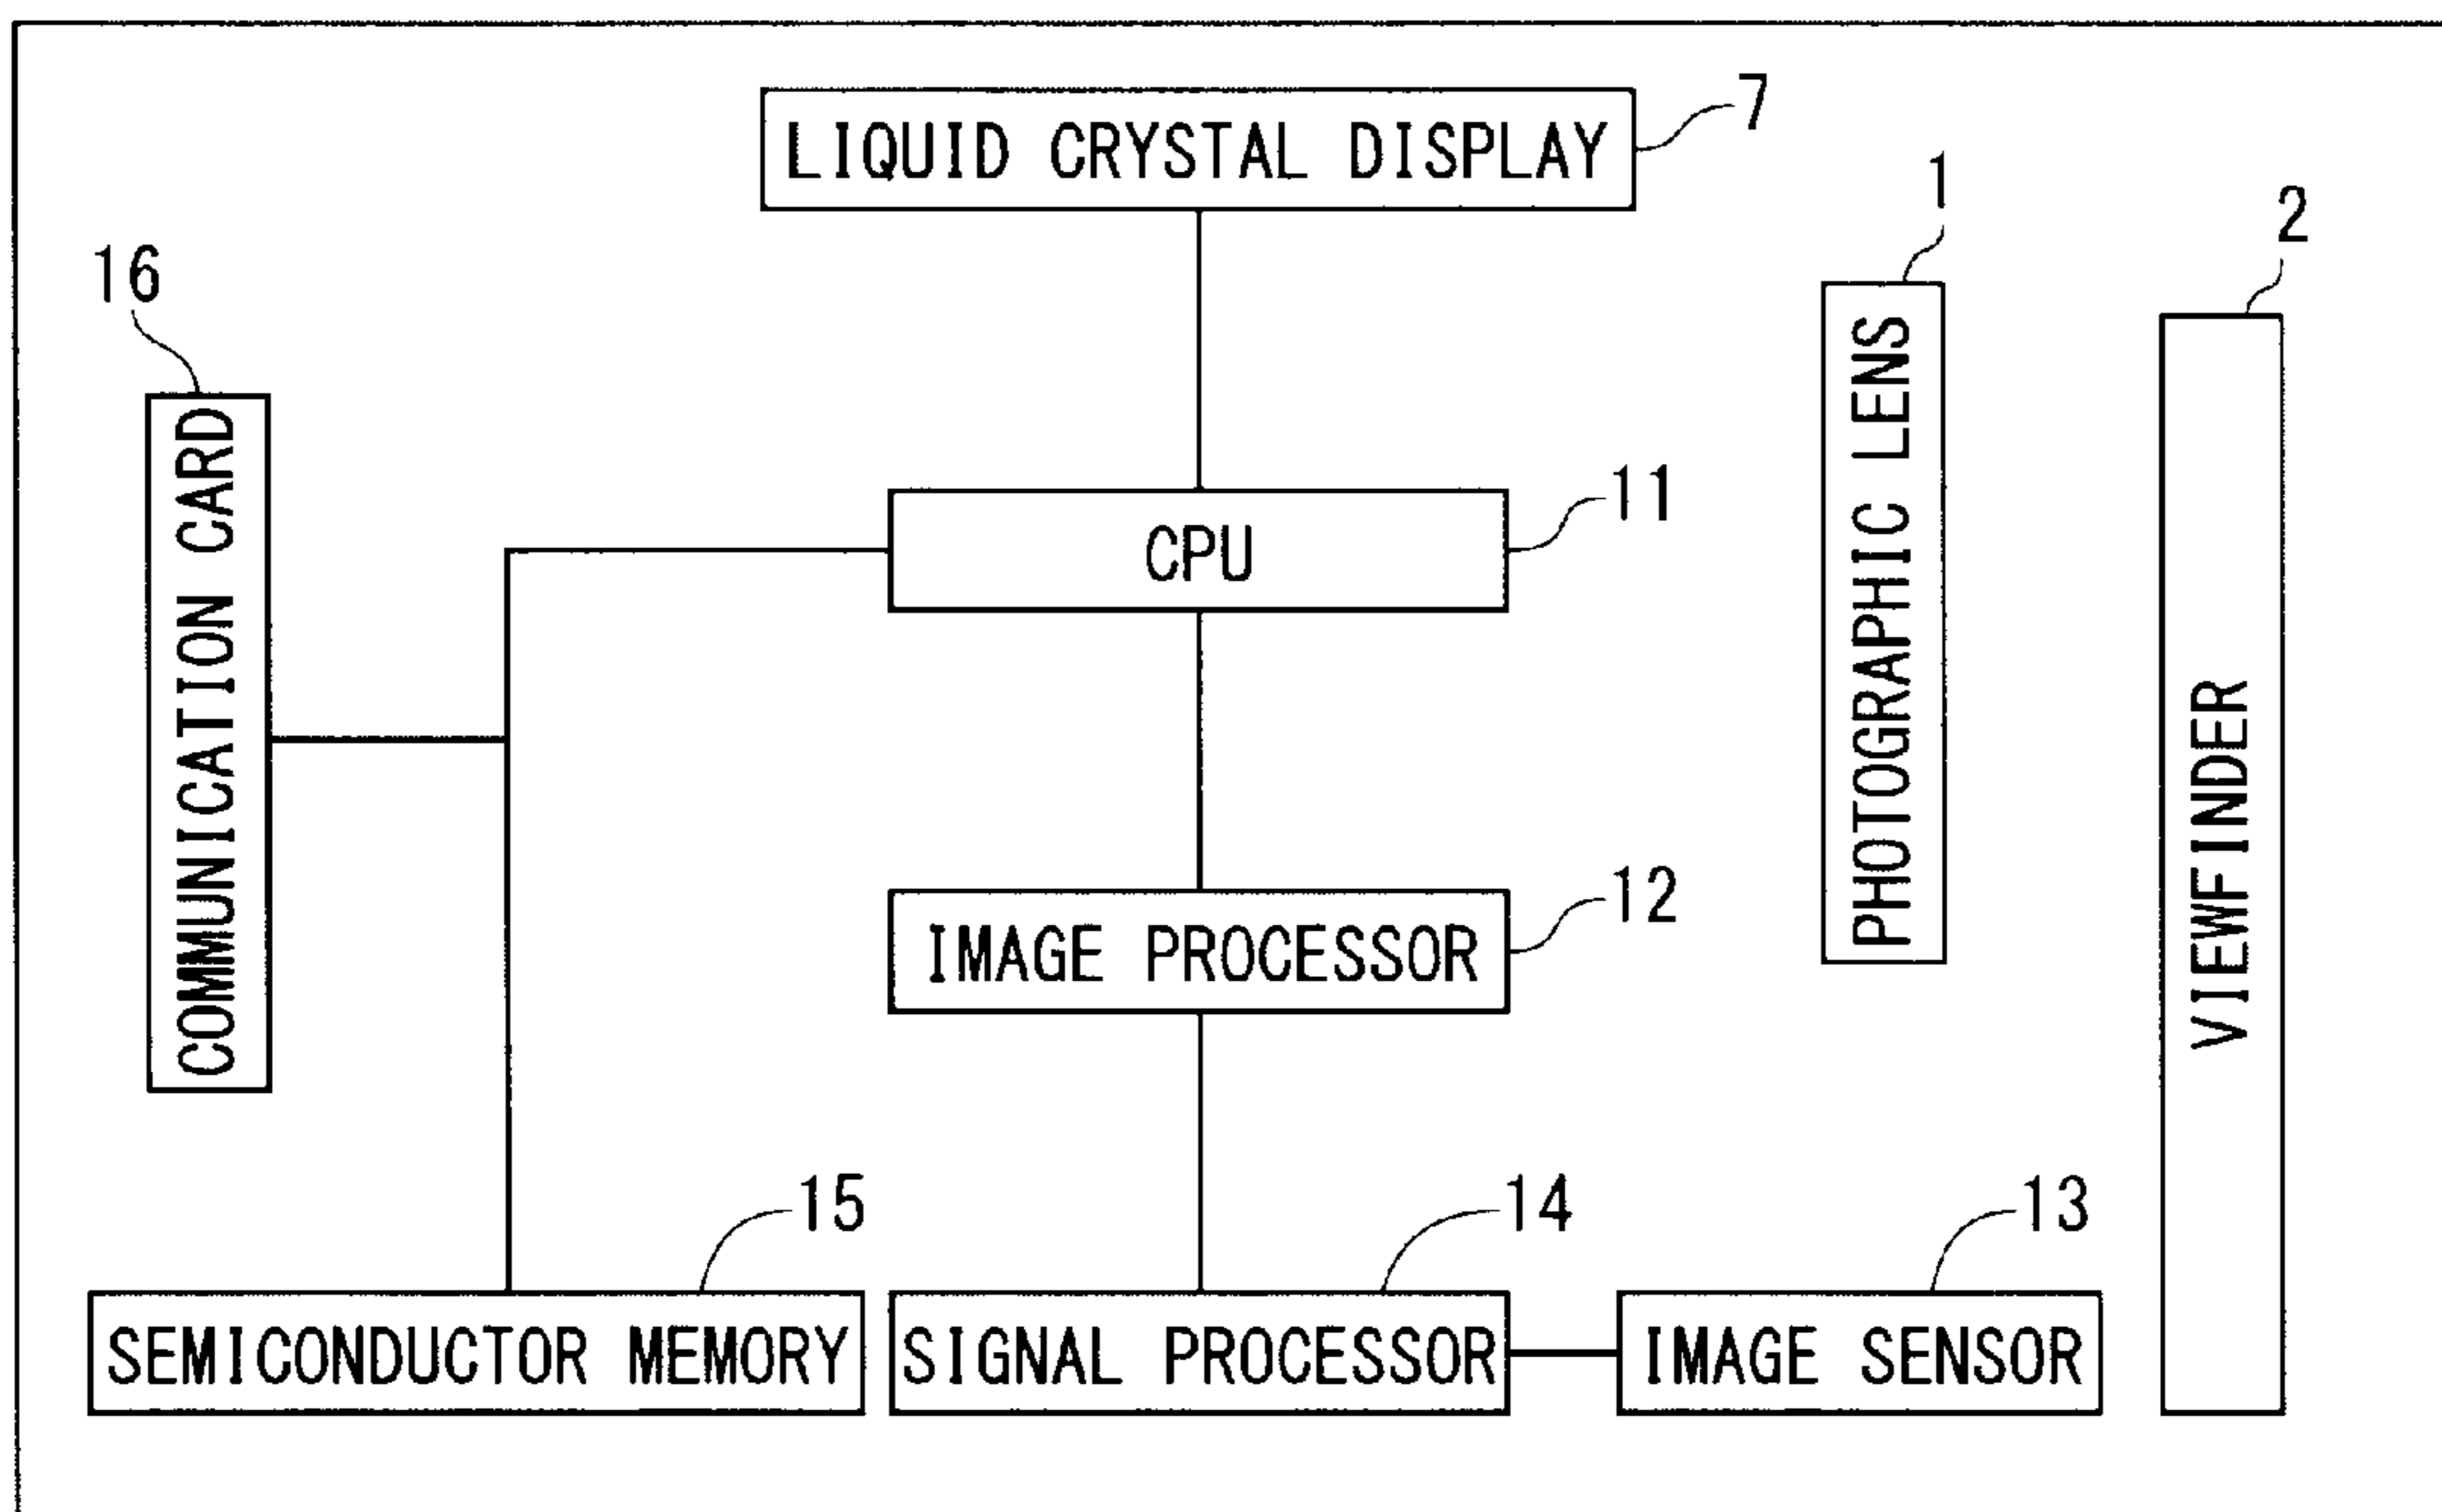 7
LIQUID CRYSTAL DISPLAY
1
2
16
COMMUNICATION CARD
PHOTOGRAPHIC LENS
VIEWFINDER
11
CPU
12
IMAGE PROCESSOR
15
14
13
SEMICONDUCTOR MEMORY
SIGNAL PROCESSOR
IMAGE SENSOR